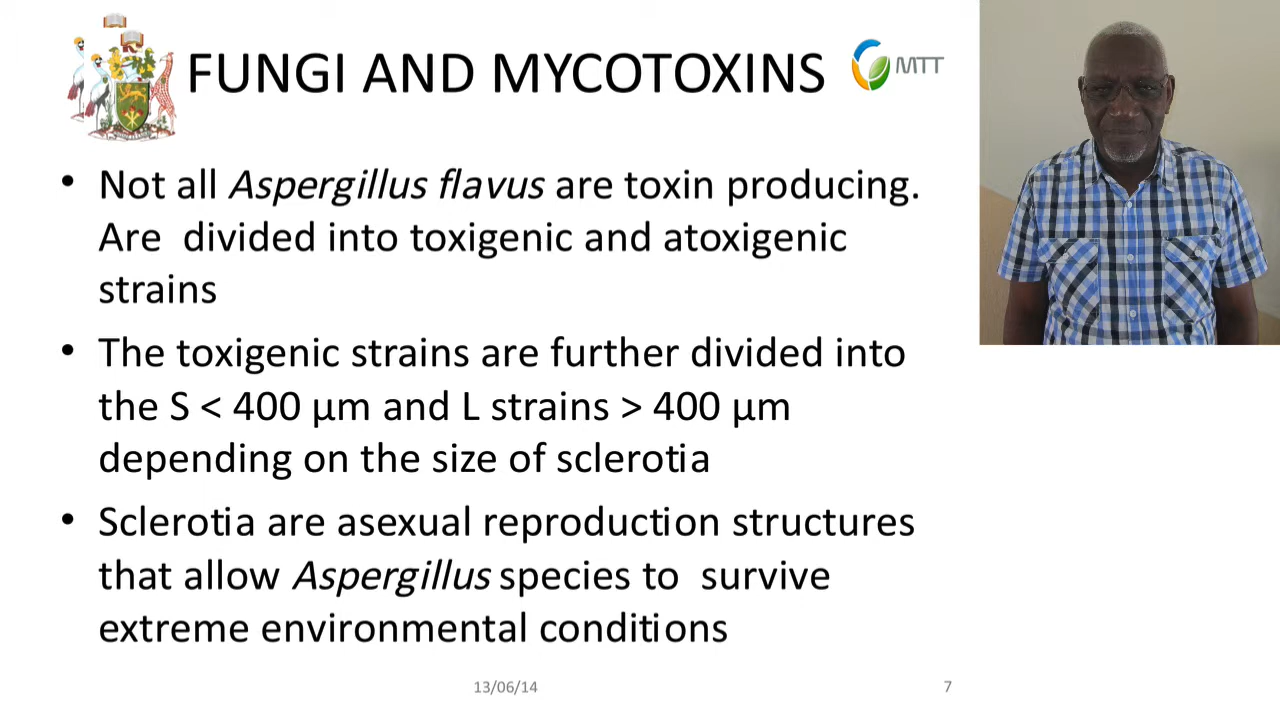 FUNGI AND MYCOTOXINS
MTT
• Not all Aspergillus flavus are toxin producing.
Are  divided into toxigenic and atoxigenic
strains
• The toxigenic strains are further divided into
the S < 400 µm and L strains > 400 µm
depending on the size of sclerotia
• Sclerotia are asexual reproduction structures
that allow Aspergillus species to  survive
extreme environmental conditions
13/06/14
7